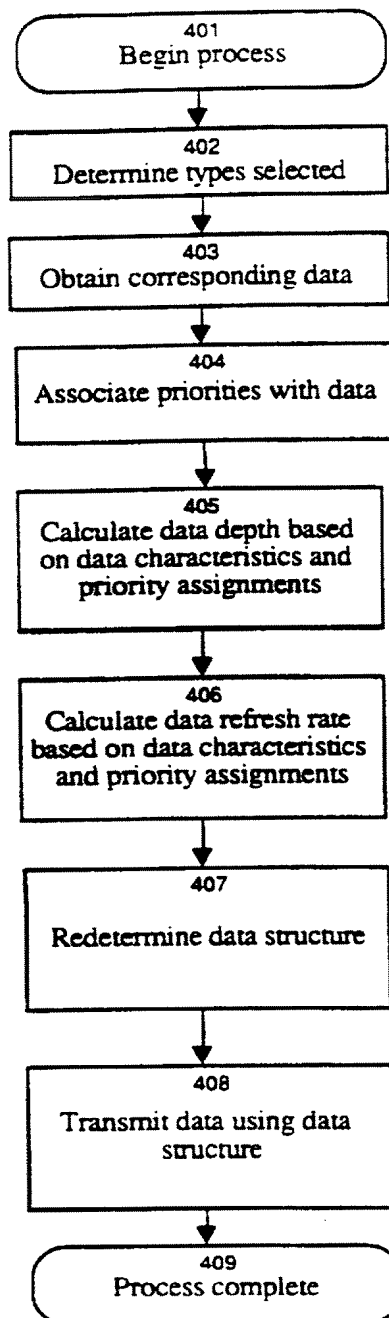 401
Begin process
402
Determine types selected
403
Obtain corresponding data
404
Associate priorities with data
405
Calculate data depth based
on data characteristics and
priority assignments
406
Calculate data refresh rate
based on data characteristics
and priority assignments
407
Redetermine data structure
408
Transmit data using data
structure
409
Process complete